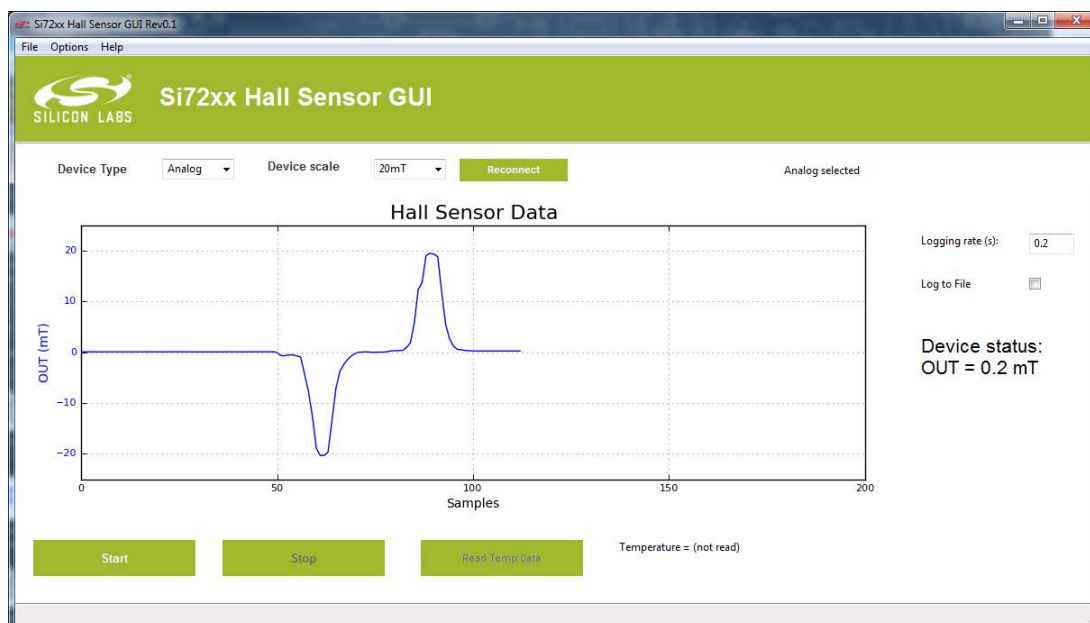 Si72xx Hall Sensor GUI Rev0.1
File Options Help
SILICON LABS
Si72xx Hall Sensor GUI
Device Type Analog Device scale 20mT Reconnect Analog selected
Hall Sensor Data
Logging rate (s): 0.2
Log to File
Device status:
OUT = 0.2 mT
OUT (mT)
20
10
0
−10
−20
0 50 100 150 200
Samples
Start Stop Read Temp Data Temperature = (not read)